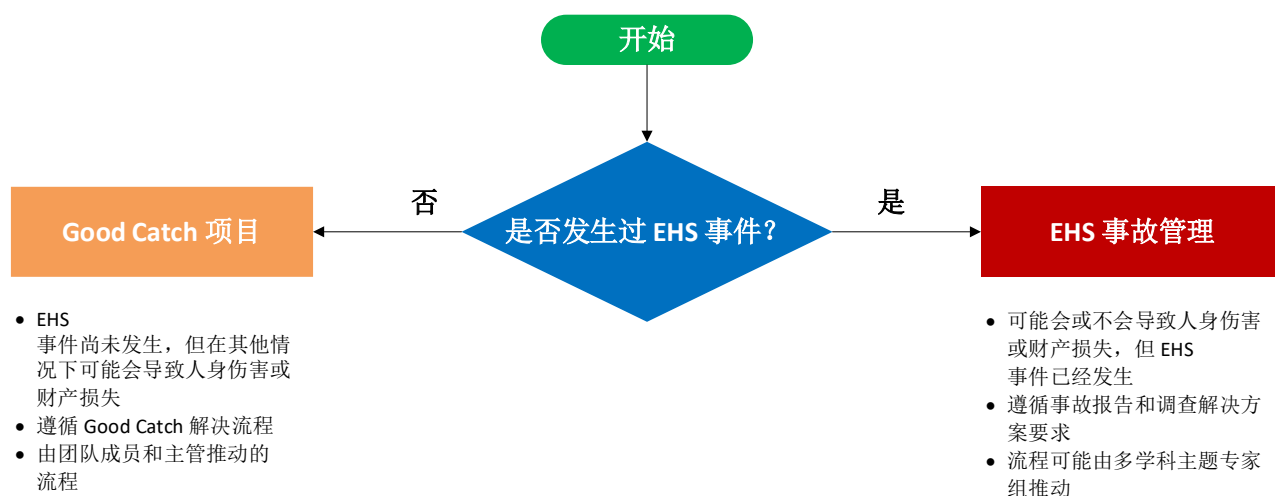 开始
否
是
Good Catch 项目
是否发生过 EHS 事件？
EHS 事故管理
• EHS
事件尚未发生，但在其他情
况下可能会导致人身伤害或
财产损失
• 遵循 Good Catch 解决流程
• 由团队成员和主管推动的
流程
• 可能会或不会导致人身伤害
或财产损失，但 EHS
事件已经发生
• 遵循事故报告和调查解决方
案要求
• 流程可能由多学科主题专家
组推动